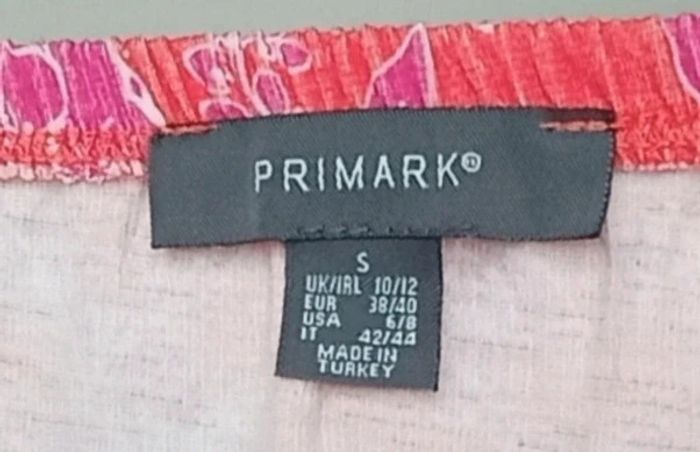 PRIMARK®
S
UK/IRL 10/12
EUR 38/40
USA 6/8
IT 42/44
MADE IN
TURKEY